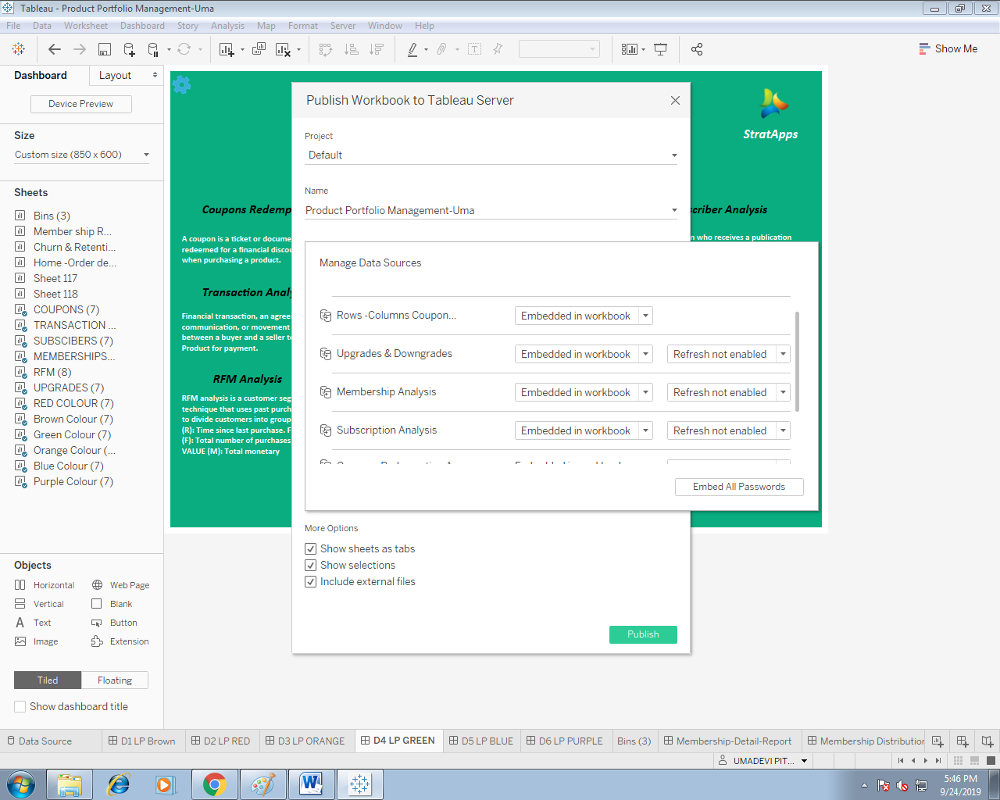 Tableau - Product Portfolio Management-Uma
File Data Worksheet Dashboard Story Analysis Map Format Server Window Help
Show Me
Dashboard
Layout
Device Preview
Size
Custom size (850 x 600)
Sheets
Bins (3)
Member ship R...
Churn & Retenti...
Home -Order de...
Sheet 117
Sheet 118
COUPONS (7)
TRANSACTION ...
SUBSCIBERS (7)
MEMBERSHIPS...
RFM (8)
UPGRADES (7)
RED COLOUR (7)
Brown Colour (7)
Green Colour (7)
Orange Colour (...
Blue Colour (7)
Purple Colour (7)
Objects
Horizontal
Web Page
Vertical
Blank
Text
Button
Image
Extension
Tiled
Floating
Show dashboard title
StratApps
Coupons Redemp
A coupon is a ticket or docume
redeemed for a financial discou
when purchasing a product.
Transaction Analy
Financial transaction, an agreen
communication, or movement
between a buyer and a seller to
Product for payment.
RFM Analysis
RFM analysis is a customer seg
technique that uses past purch
to divide customers into group
(R): Time since last purchase. F
(F): Total number of purchases
VALUE (M): Total monetary
scriber Analysis
n who receives a publication
Publish Workbook to Tableau Server
Project
Default
Name
Product Portfolio Management-Uma
Manage Data Sources
Rows -Columns Coupon... Embedded in workbook
Upgrades & Downgrades Embedded in workbook Refresh not enabled
Membership Analysis Embedded in workbook Refresh not enabled
Subscription Analysis Embedded in workbook Refresh not enabled
Embed All Passwords
More Options
Show sheets as tabs
Show selections
Include external files
Publish
Data Source
D1 LP Brown
D2 LP RED
D3 LP ORANGE
D4 LP GREEN
D5 LP BLUE
D6 LP PURPLE
Bins (3)
Membership-Detail-Report
Membership Distribution
UMADEVI PIT...
5:46 PM
9/24/2019